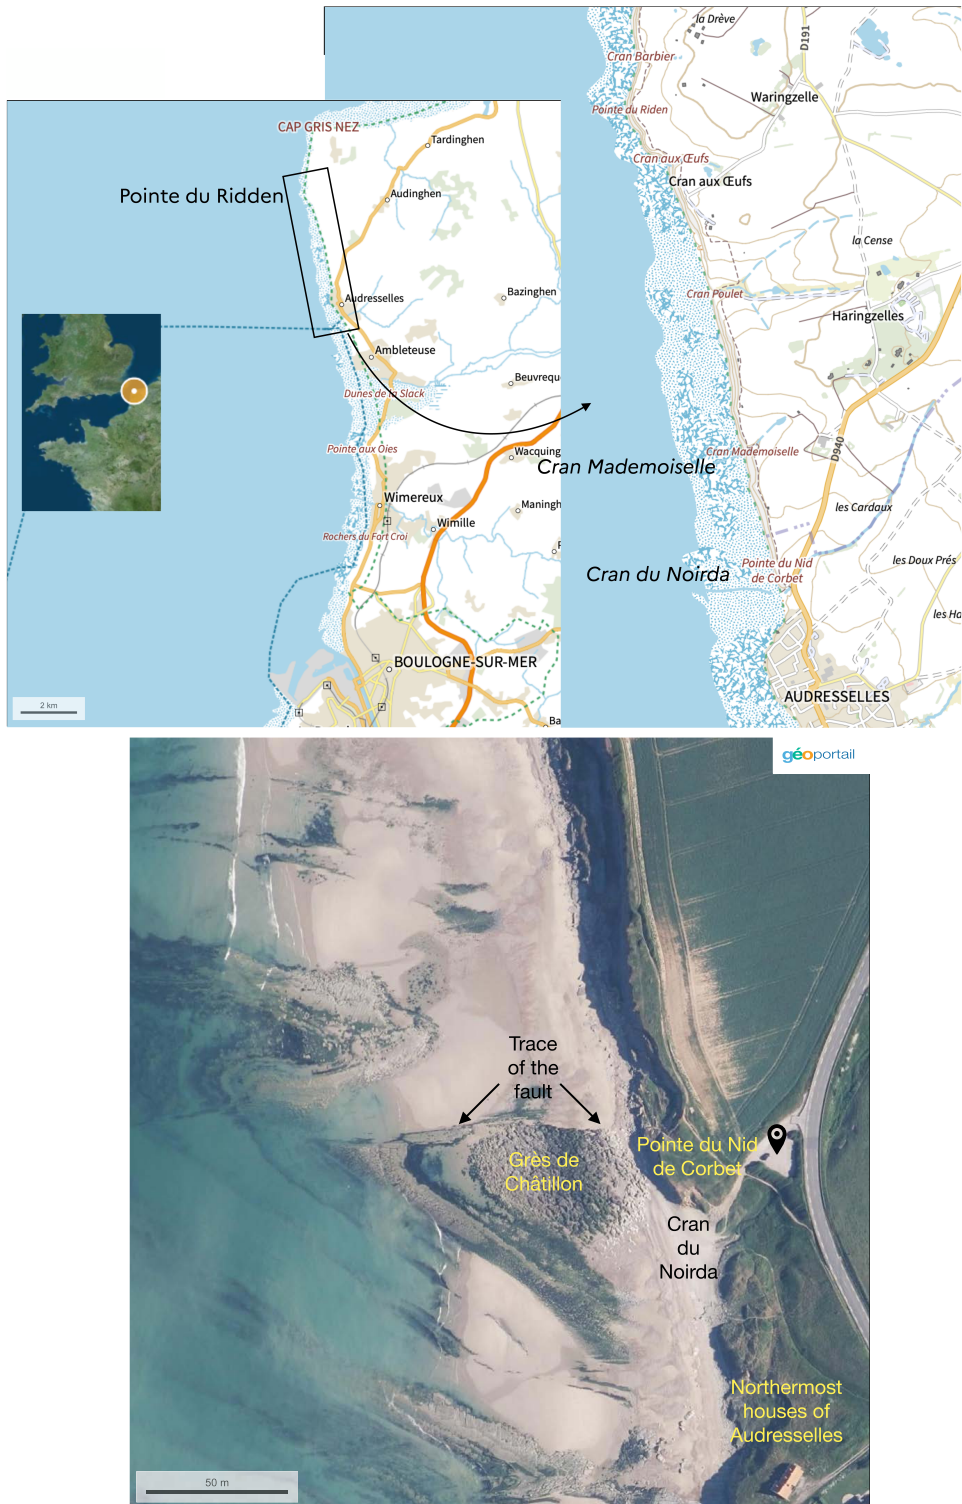 CAP GRIS NEZ
Tardinghen
Pointe du Ridden
Audinghen
Audresselles
Bazinghen
Ambleteuse
Beuvrequ
Dunes de la Slack
Pointe aux Oies
Wacquing
Wimereux
Maningh
Wimille
Rochers du Fort Croï
F
BOULOGNE-SUR-MER
Ba
2 km
la Drève
D191
Cran Barbier
Waringzelle
Pointe du Riden
Cran aux Œufs
Cran aux Œufs
la Cense
Cran Poulet
Haringzelles
D940
Cran Mademoiselle
Cran Mademoiselle
les Cardaux
Cran du Noirda
Pointe du Nid
de Corbet
les Doux Prés
les Ha
AUDRESSELLES
géoportail
Trace
of the
fault
Grès de
Châtillon
Pointe du Nid
de Corbet
Cran
du
Noirda
Northermost
houses of
Audresselles
50 m